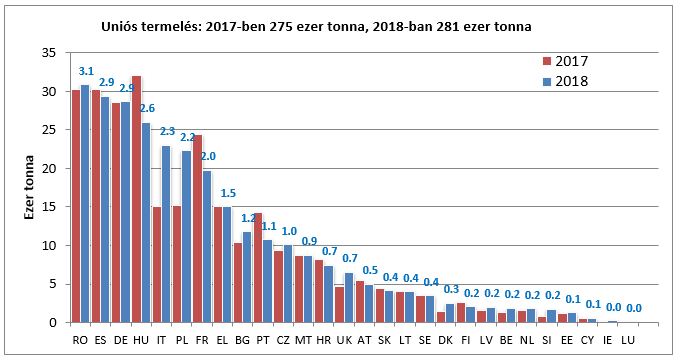 Uniós termelés: 2017-ben 275 ezer tonna, 2018-ban 281 ezer tonna
2017
2018
Ezer tonna
35
30
25
20
15
10
5
0
3.1 2.9 2.9 2.6 2.3 2.2 2.0 1.5 1.2 1.1 1.0 0.9 0.7 0.7 0.5 0.4 0.4 0.4 0.3 0.2 0.2 0.2 0.2 0.2 0.1 0.1 0.0 0.0
RO ES DE HU IT PL FR EL BG PT CZ MT HR UK AT SK LT SE DK FI LV BE NL SI EE CY IE LU